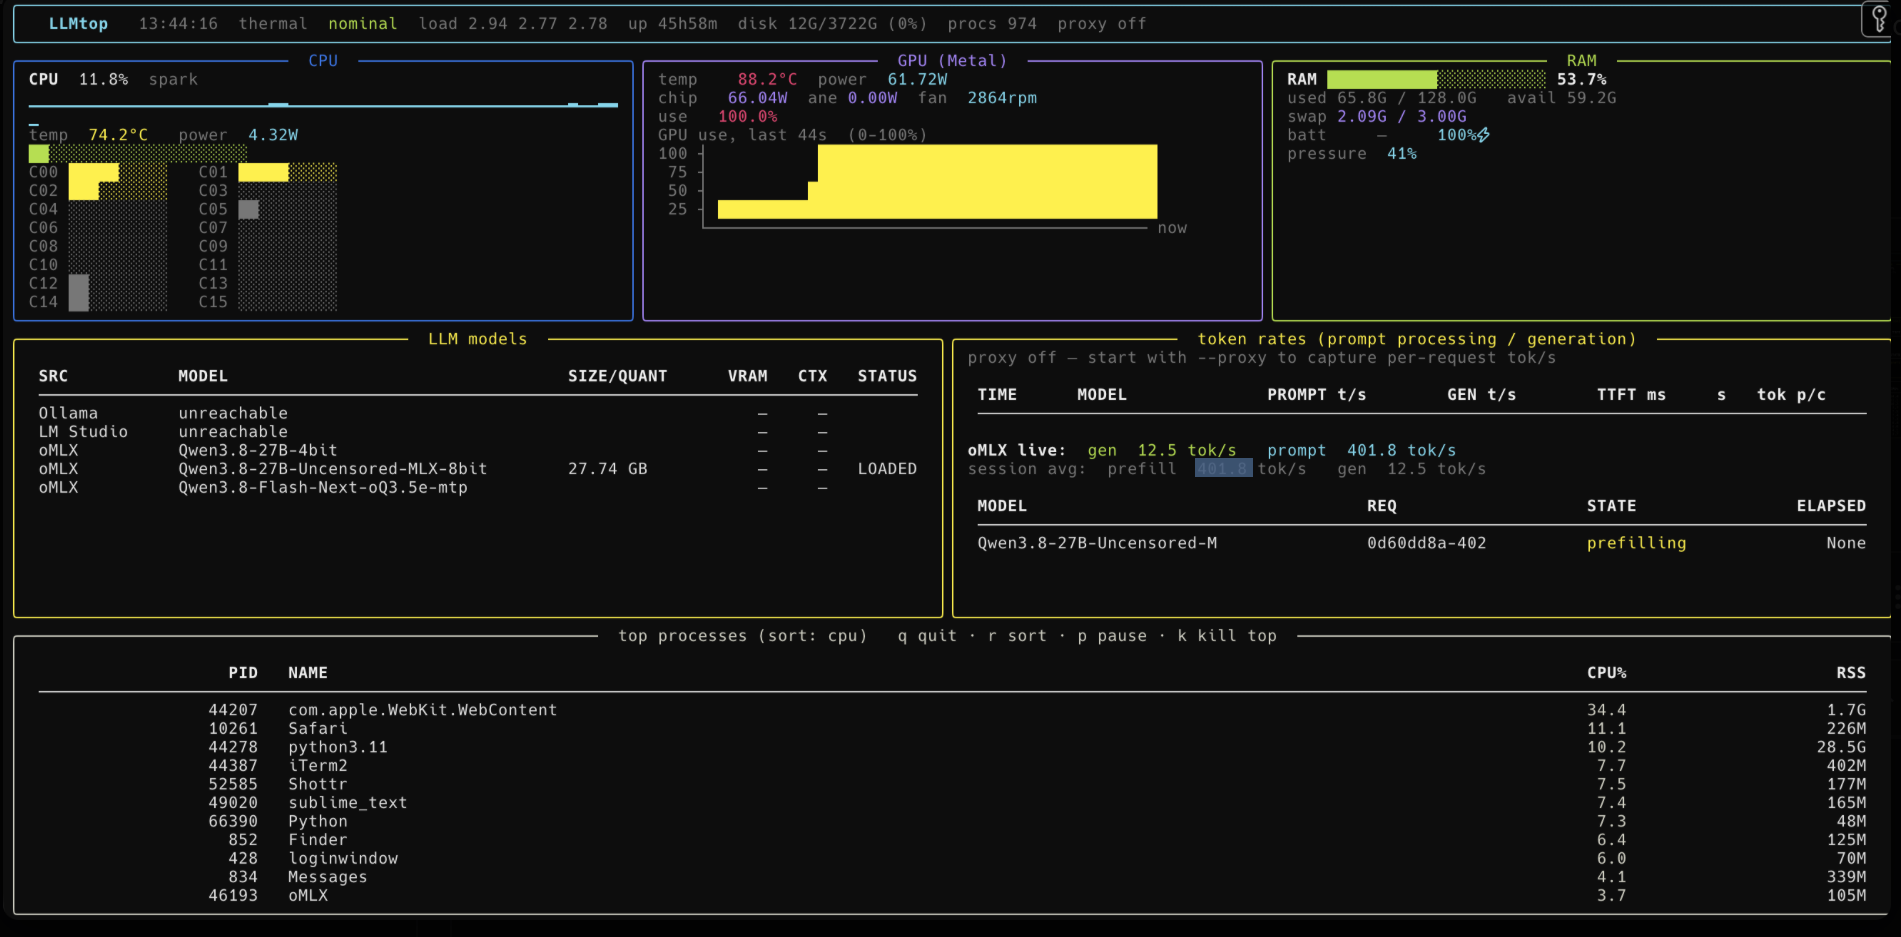 LLMtop 13:44:16 thermal nominal load 2.94 2.77 2.78 up 45h58m disk 12G/3722G (0%) procs 974 proxy off
CPU
CPU 11.8% spark
temp 74.2°C power 4.32W
C00 C01
C02 C03
C04 C05
C06 C07
C08 C09
C10 C11
C12 C13
C14 C15
GPU (Metal)
temp 88.2°C power 61.72W
chip 66.04W ane 0.00W fan 2864rpm
use 100.0%
GPU use, last 44s (0-100%)
100
75
50
25
now
RAM
RAM 53.7%
used 65.8G / 128.0G avail 59.2G
swap 2.09G / 3.00G
batt — 100%⚡
pressure 41%
LLM models
SRC MODEL SIZE/QUANT VRAM CTX STATUS
Ollama unreachable — —
LM Studio unreachable — —
oMLX Qwen3.8-27B-4bit — —
oMLX Qwen3.8-27B-Uncensored-MLX-8bit 27.74 GB — — LOADED
oMLX Qwen3.8-Flash-Next-oQ3.5e-mtp — —
token rates (prompt processing / generation)
proxy off — start with --proxy to capture per-request tok/s
TIME MODEL PROMPT t/s GEN t/s TTFT ms s tok p/c
oMLX live: gen 12.5 tok/s prompt 401.8 tok/s
session avg: prefill 401.8 tok/s gen 12.5 tok/s
MODEL REQ STATE ELAPSED
Qwen3.8-27B-Uncensored-M 0d60dd8a-402 prefilling None
top processes (sort: cpu) q quit · r sort · p pause · k kill top
PID NAME CPU% RSS
44207 com.apple.WebKit.WebContent 34.4 1.7G
10261 Safari 11.1 226M
44278 python3.11 10.2 28.5G
44387 iTerm2 7.7 402M
52585 Shottr 7.5 177M
49020 sublime_text 7.4 165M
66390 Python 7.3 48M
852 Finder 6.4 125M
428 loginwindow 6.0 70M
834 Messages 4.1 339M
46193 oMLX 3.7 105M